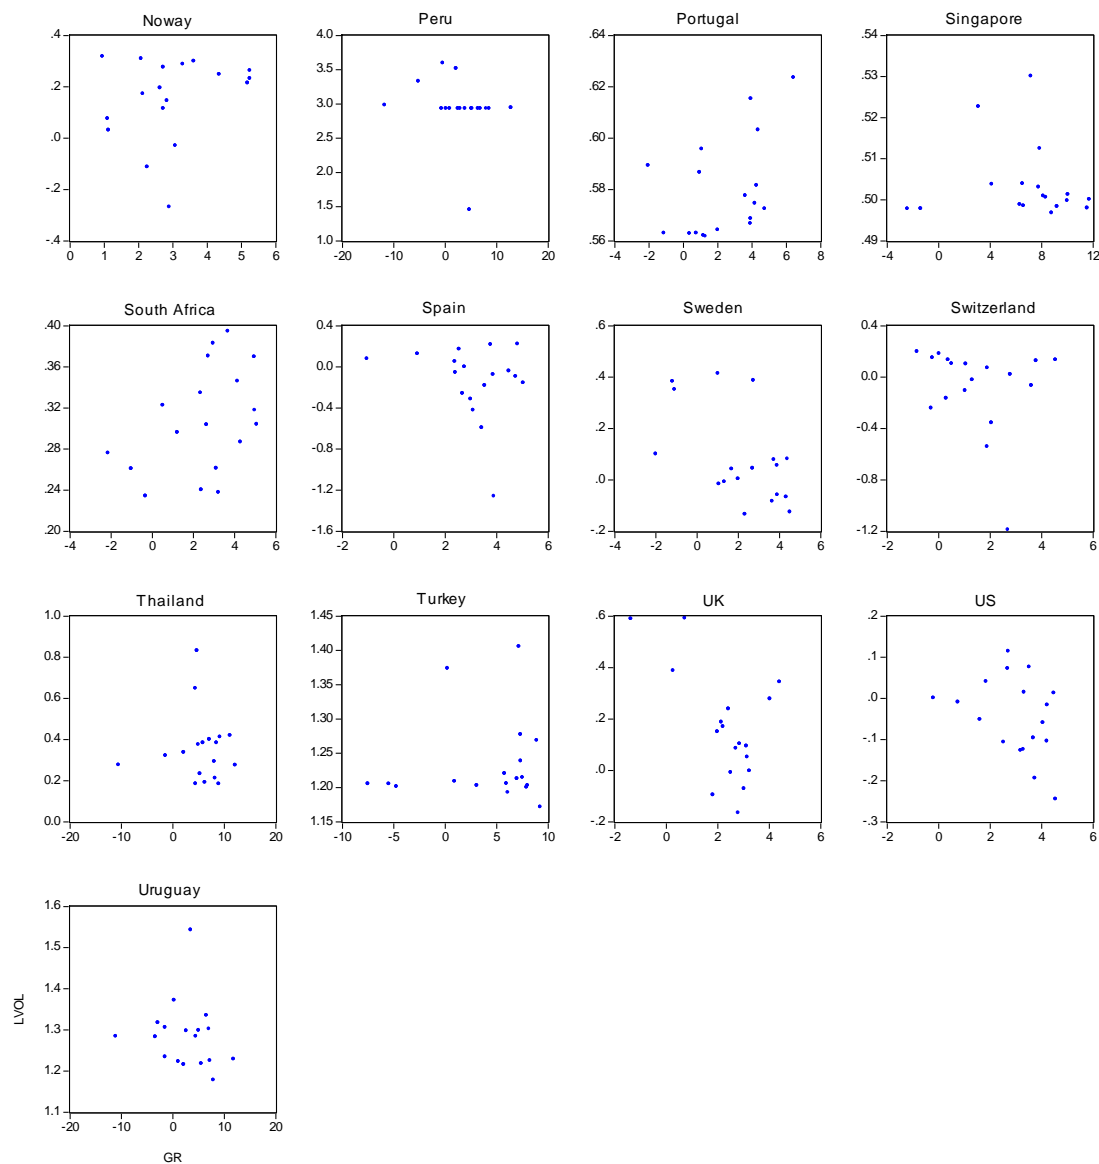 Noway
Peru
Portugal
Singapore
.4
.2
.0
-.2
-.4
0 1 2 3 4 5 6
4.0
3.5
3.0
2.5
2.0
1.5
1.0
-20 -10 0 10 20
.64
.62
.60
.58
.56
-4 -2 0 2 4 6 8
.54
.53
.52
.51
.50
.49
-4 0 4 8 12
South Africa
Spain
Sweden
Switzerland
.40
.36
.32
.28
.24
.20
-4 -2 0 2 4 6
0.4
0.0
-0.4
-0.8
-1.2
-1.6
-2 0 2 4 6
.6
.4
.2
.0
-.2
-4 -2 0 2 4 6
0.4
0.0
-0.4
-0.8
-1.2
-2 0 2 4 6
Thailand
Turkey
UK
US
1.0
0.8
0.6
0.4
0.2
0.0
-20 -10 0 10 20
1.45
1.40
1.35
1.30
1.25
1.20
1.15
-10 -5 0 5 10
.6
.4
.2
.0
-.2
-2 0 2 4 6
.2
.1
.0
-.1
-.2
-.3
-2 0 2 4 6
Uruguay
LVOL
1.6
1.5
1.4
1.3
1.2
1.1
-20 -10 0 10 20
GR